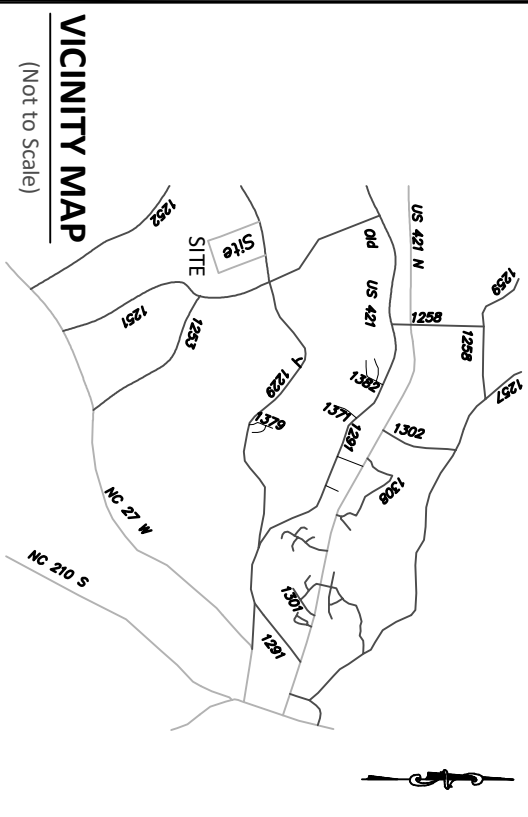 VICINITY MAP
(Not to Scale)
1259
1257
US 421 N
1258
1258
Old
US 421
1382
1371
1291
1302
1308
1252
Site
SITE
1251
1253
1229
1379
1301
1291
NC 27 W
NC 210 S